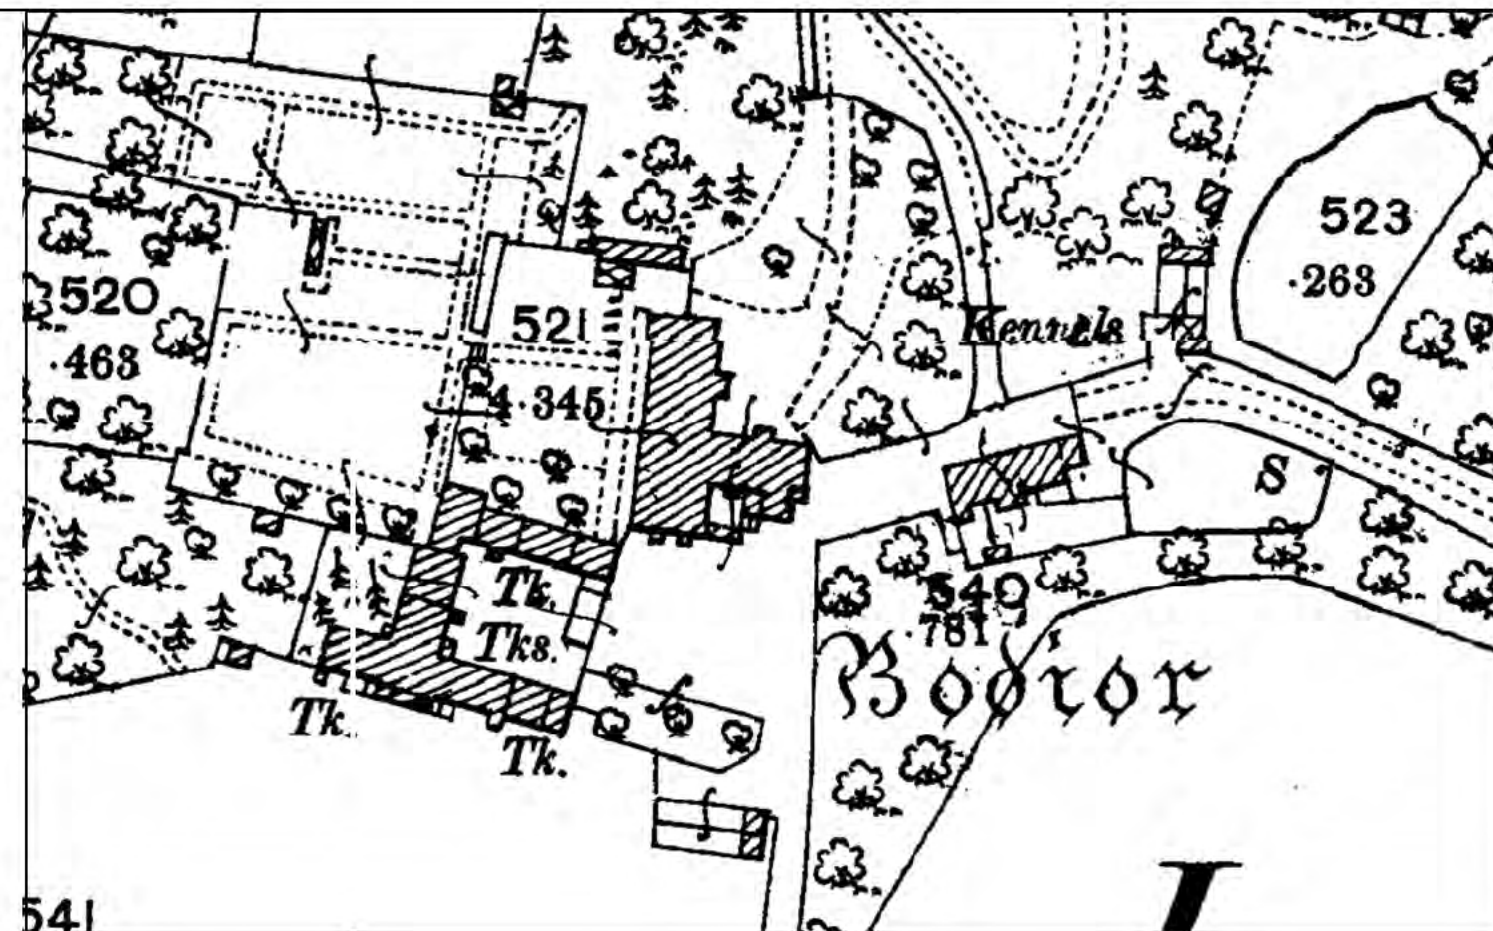 523
·263
520
·463
521
4·345
Kennels
S
549
·781
Tk.
Tks.
Tk.
Tk.
Bodior
541